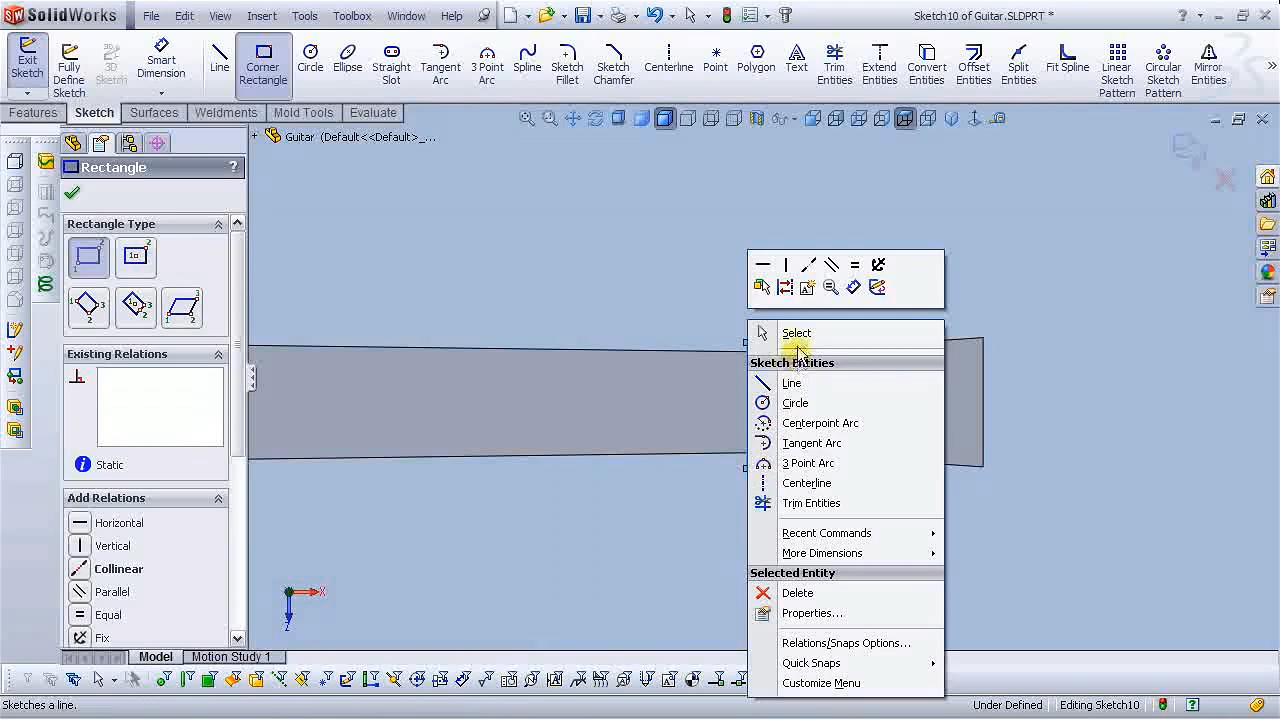 SolidWorks File Edit View Insert Tools Toolbox Window Help Sketch10 of Guitar.SLDPRT *
Exit Sketch
Fully Define Sketch
3D Sketch
Smart Dimension
Line
Corner Rectangle
Circle
Ellipse
Straight Slot
Tangent Arc
3 Point Arc
Spline
Sketch Fillet
Sketch Chamfer
Centerline
Point
Polygon
Text
Trim Entities
Extend Entities
Convert Entities
Offset Entities
Split Entities
Fit Spline
Linear Sketch Pattern
Circular Sketch Pattern
Mirror Entities
Features Sketch Surfaces Weldments Mold Tools Evaluate
Guitar (Default<<Default>_...
Rectangle ?
Rectangle Type
Existing Relations
Static
Add Relations
Horizontal
Vertical
Collinear
Parallel
Equal
Fix
X
Z
Select
Sketch Entities
Line
Circle
Centerpoint Arc
Tangent Arc
3 Point Arc
Centerline
Trim Entities
Recent Commands
More Dimensions
Selected Entity
Delete
Properties...
Relations/Snaps Options...
Quick Snaps
Customize Menu
Model Motion Study 1
Sketches a line.
Under Defined Editing Sketch10